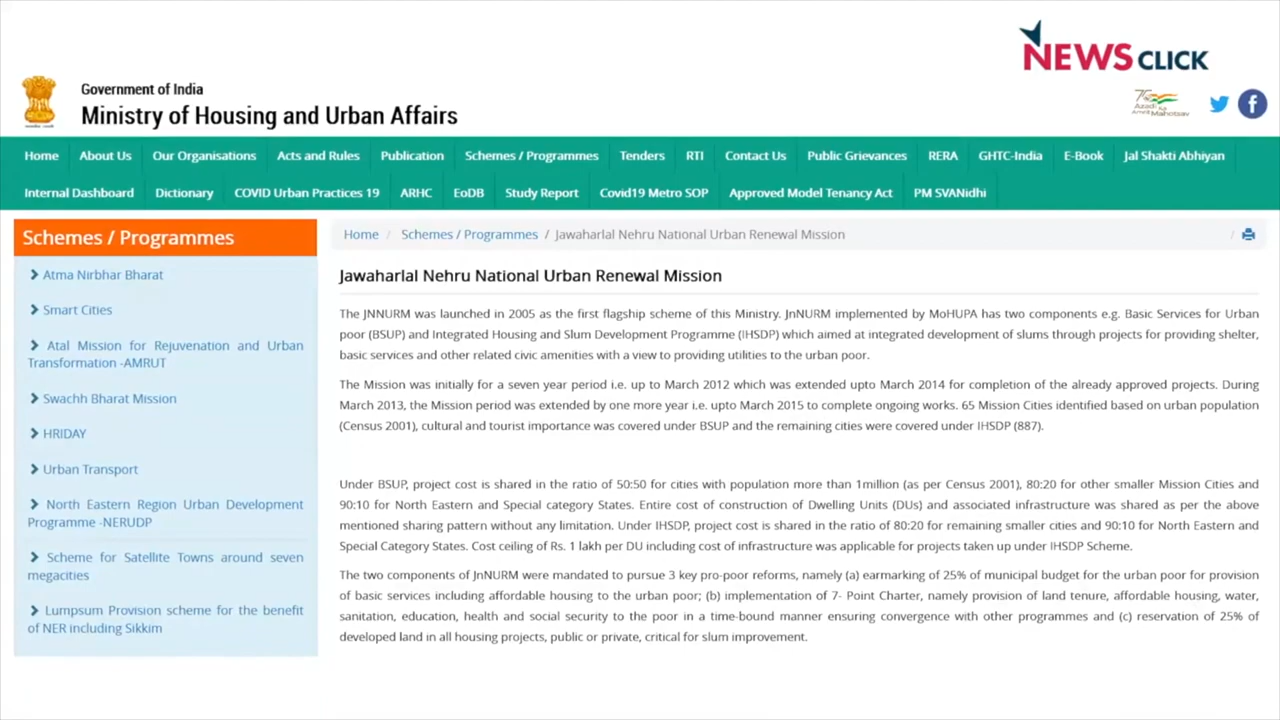 NEWS CLICK
Government of India
Ministry of Housing and Urban Affairs
Home About Us Our Organisations Acts and Rules Publication Schemes / Programmes Tenders RTI Contact Us Public Grievances RERA GHTC-India E-Book Jal Shakti Abhiyan
Internal Dashboard Dictionary COVID Urban Practices 19 ARHC EoDB Study Report Covid19 Metro SOP Approved Model Tenancy Act PM SVANidhi
Schemes / Programmes
Atma Nirbhar Bharat
Smart Cities
Atal Mission for Rejuvenation and Urban
Transformation -AMRUT
Swachh Bharat Mission
HRIDAY
Urban Transport
North Eastern Region Urban Development
Programme -NERUDP
Scheme for Satellite Towns around seven
megacities
Lumpsum Provision scheme for the benefit
of NER including Sikkim
Home / Schemes / Programmes / Jawaharlal Nehru National Urban Renewal Mission /
Jawaharlal Nehru National Urban Renewal Mission
The JNNURM was launched in 2005 as the first flagship scheme of this Ministry. JnNURM implemented by MoHUPA has two components e.g. Basic Services for Urban
poor (BSUP) and Integrated Housing and Slum Development Programme (IHSDP) which aimed at integrated development of slums through projects for providing shelter,
basic services and other related civic amenities with a view to providing utilities to the urban poor.
The Mission was initially for a seven year period i.e. up to March 2012 which was extended upto March 2014 for completion of the already approved projects. During
March 2013, the Mission period was extended by one more year i.e. upto March 2015 to complete ongoing works. 65 Mission Cities identified based on urban population
(Census 2001), cultural and tourist importance was covered under BSUP and the remaining cities were covered under IHSDP (887).
Under BSUP, project cost is shared in the ratio of 50:50 for cities with population more than 1million (as per Census 2001), 80:20 for other smaller Mission Cities and
90:10 for North Eastern and Special category States. Entire cost of construction of Dwelling Units (DUs) and associated infrastructure was shared as per the above
mentioned sharing pattern without any limitation. Under IHSDP, project cost is shared in the ratio of 80:20 for remaining smaller cities and 90:10 for North Eastern and
Special Category States. Cost ceiling of Rs. 1 lakh per DU including cost of infrastructure was applicable for projects taken up under IHSDP Scheme.
The two components of JnNURM were mandated to pursue 3 key pro-poor reforms, namely (a) earmarking of 25% of municipal budget for the urban poor for provision
of basic services including affordable housing to the urban poor; (b) implementation of 7- Point Charter, namely provision of land tenure, affordable housing, water,
sanitation, education, health and social security to the poor in a time-bound manner ensuring convergence with other programmes and (c) reservation of 25% of
developed land in all housing projects, public or private, critical for slum improvement.